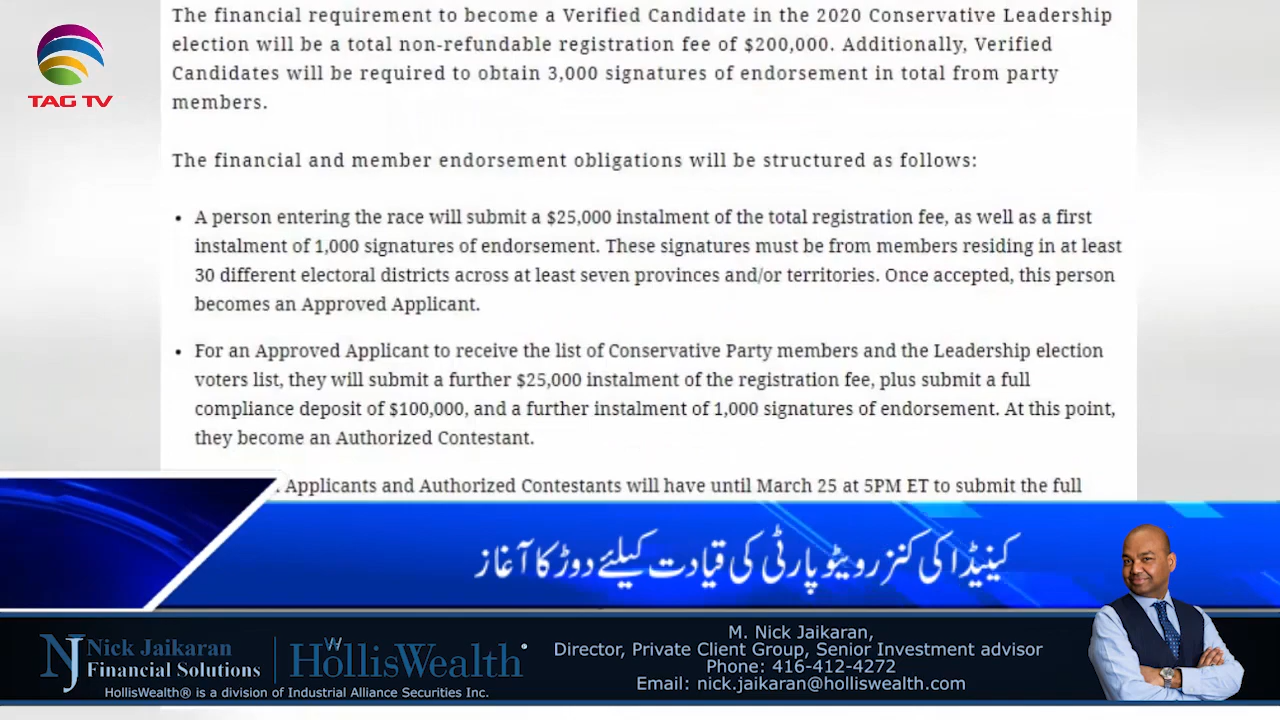 The financial requirement to become a Verified Candidate in the 2020 Conservative Leadership
election will be a total non-refundable registration fee of $200,000. Additionally, Verified
Candidates will be required to obtain 3,000 signatures of endorsement in total from party
members.
TAG TV
The financial and member endorsement obligations will be structured as follows:
• A person entering the race will submit a $25,000 instalment of the total registration fee, as well as a first
instalment of 1,000 signatures of endorsement. These signatures must be from members residing in at least
30 different electoral districts across at least seven provinces and/or territories. Once accepted, this person
becomes an Approved Applicant.
• For an Approved Applicant to receive the list of Conservative Party members and the Leadership election
voters list, they will submit a further $25,000 instalment of the registration fee, plus submit a full
compliance deposit of $100,000, and a further instalment of 1,000 signatures of endorsement. At this point,
they become an Authorized Contestant.
Applicants and Authorized Contestants will have until March 25 at 5PM ET to submit the full
کینیڈا کی کنزرویٹو پارٹی کی قیادت کیلئے دوڑ کا آغاز
NJ Nick Jaikaran
Financial Solutions
HollisWealth
HollisWealth® is a division of Industrial Alliance Securities Inc.
M. Nick Jaikaran,
Director, Private Client Group, Senior Investment advisor
Phone: 416-412-4272
Email: nick.jaikaran@holliswealth.com